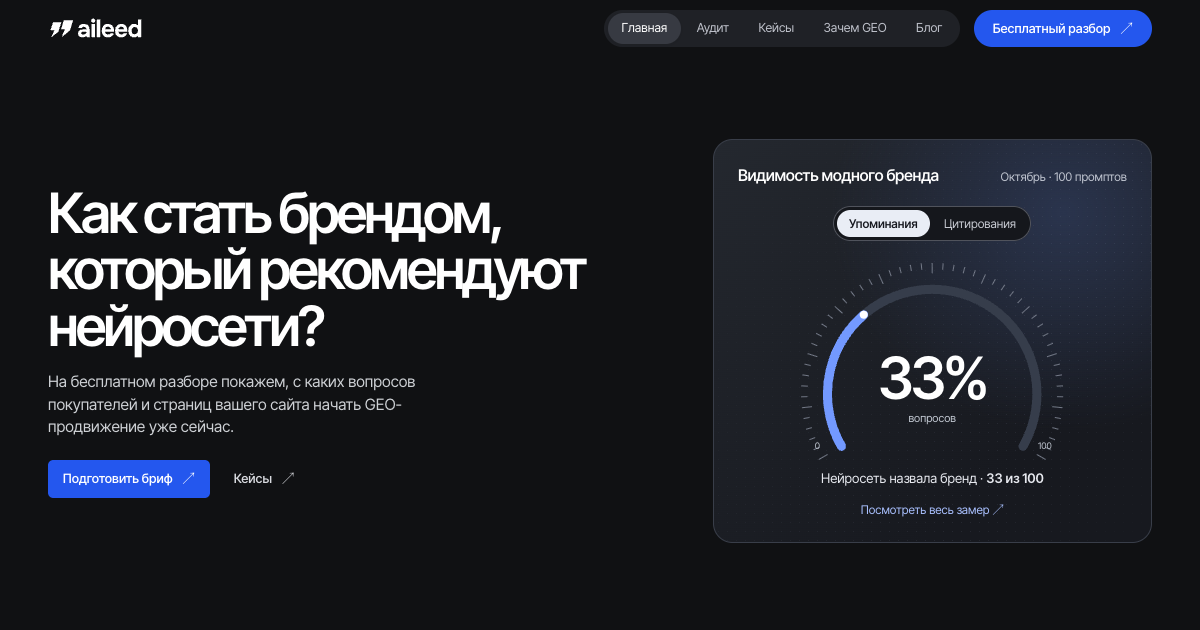 aileed
Главная
Аудит
Кейсы
Зачем GEO
Блог
Бесплатный разбор
Как стать брендом,
который рекомендуют
нейросети?
На бесплатном разборе покажем, с каких вопросов
покупателей и страниц вашего сайта начать GEO-
продвижение уже сейчас.
Подготовить бриф
Кейсы
Видимость модного бренда
Октябрь · 100 промптов
Упоминания
Цитирования
33%
вопросов
0
100
Нейросеть назвала бренд · 33 из 100
Посмотреть весь замер